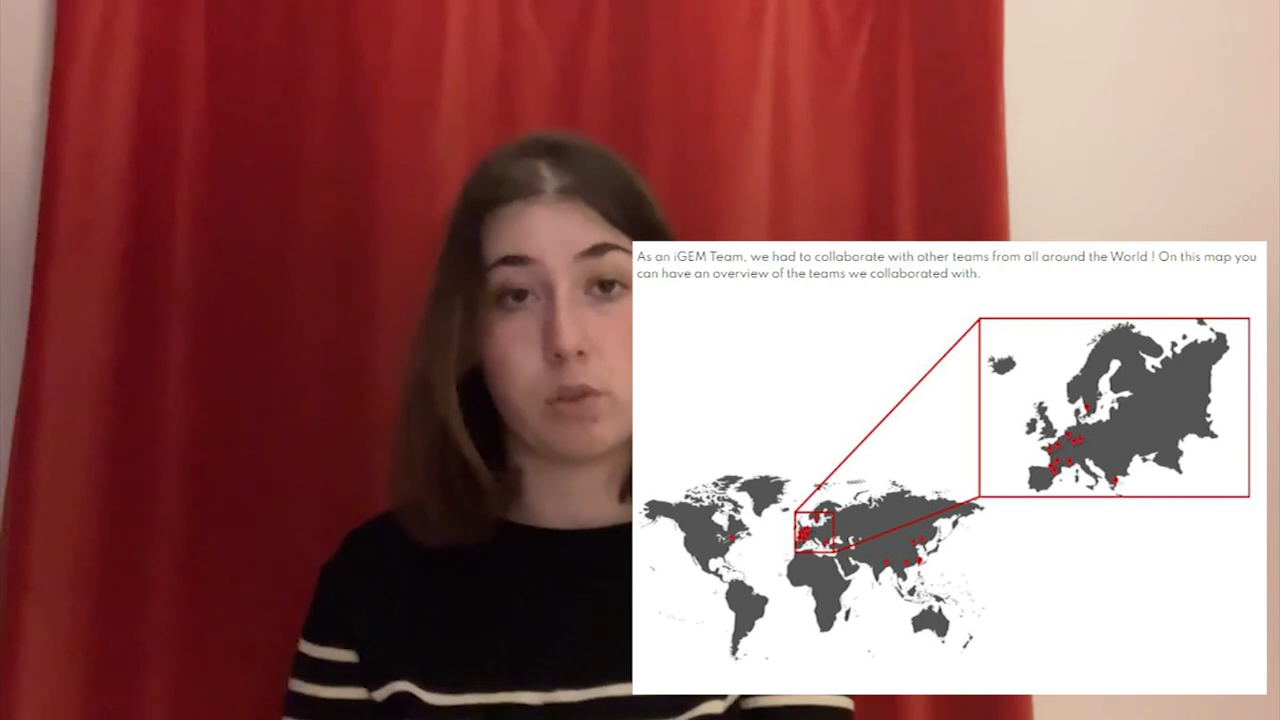 As an iGEM Team, we had to collaborate with other teams from all around the World ! On this map you
can have an overview of the teams we collaborated with.